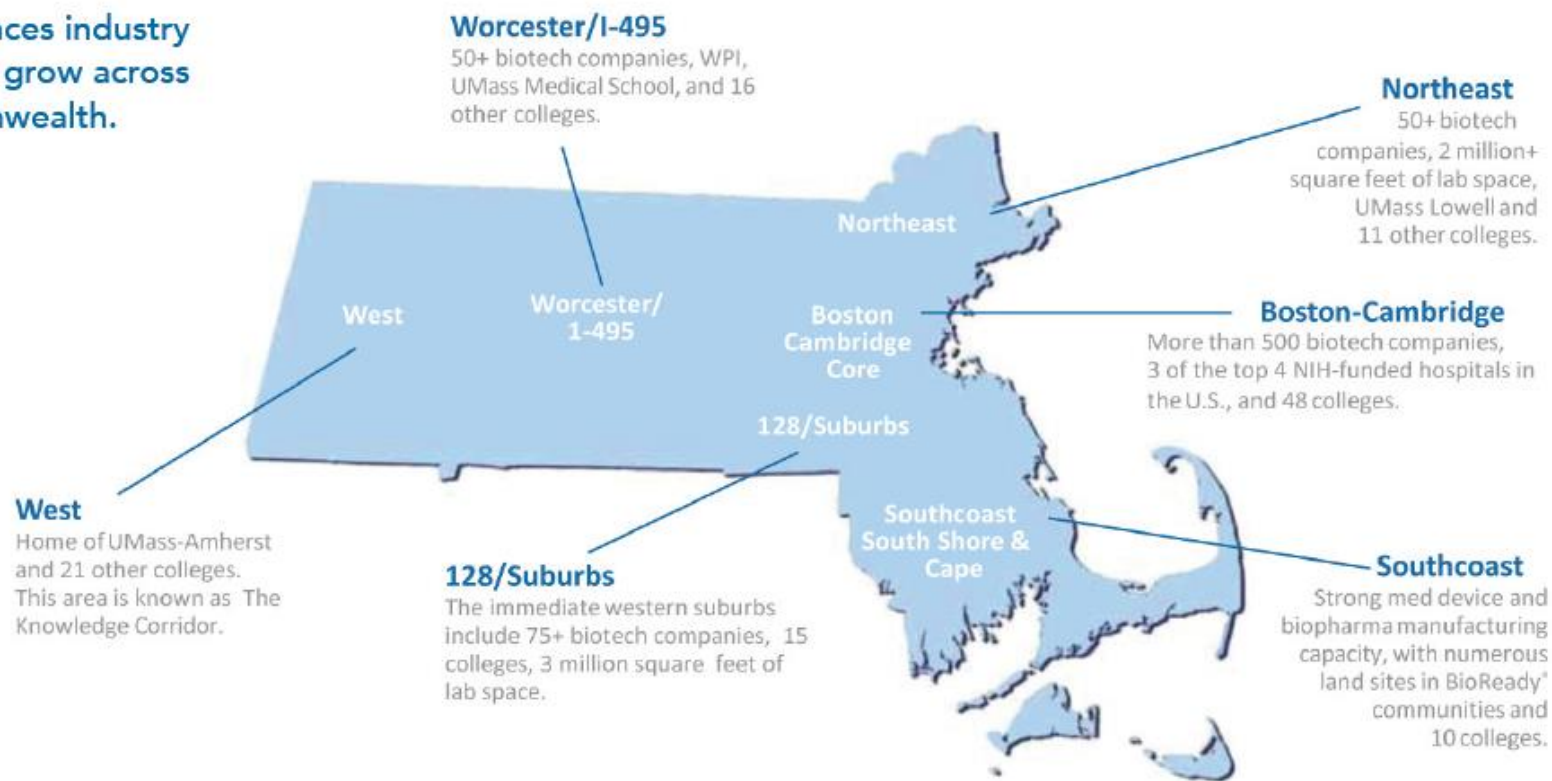 nces industry
grow across
wealth.
Worcester/I-495
50+ biotech companies, WPI,
UMass Medical School, and 16
other colleges.
Northeast
50+ biotech
companies, 2 million+
square feet of lab space,
UMass Lowell and
11 other colleges.
Northeast
West
Worcester/
1-495
Boston
Cambridge
Core
Boston-Cambridge
More than 500 biotech companies,
3 of the top 4 NIH-funded hospitals in
the U.S., and 48 colleges.
128/Suburbs
West
Home of UMass-Amherst
and 21 other colleges.
This area is known as The
Knowledge Corridor.
128/Suburbs
The immediate western suburbs
include 75+ biotech companies, 15
colleges, 3 million square feet of
lab space.
Southcoast
South Shore &
Cape
Southcoast
Strong med device and
biopharma manufacturing
capacity, with numerous
land sites in BioReady*
communities and
10 colleges.